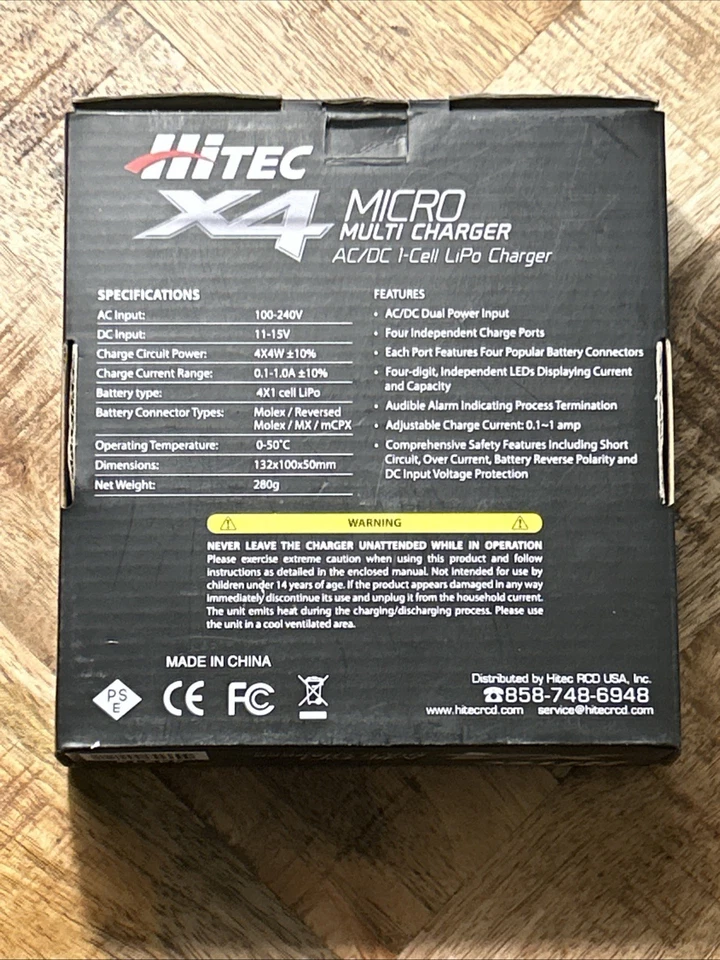 HiTEC
X4 MICRO
MULTI CHARGER
AC/DC 1-Cell LiPo Charger
SPECIFICATIONS
AC Input: 100-240V
DC Input: 11-15V
Charge Circuit Power: 4X4W ±10%
Charge Current Range: 0.1-1.0A ±10%
Battery type: 4X1 cell LiPo
Battery Connector Types: Molex / Reversed
Molex / MX / mCPX
Operating Temperature: 0-50˚C
Dimensions: 132x100x50mm
Net Weight: 280g
FEATURES
• AC/DC Dual Power Input
• Four Independent Charge Ports
• Each Port Features Four Popular Battery Connectors
• Four-digit, Independent LEDs Displaying Current
and Capacity
• Audible Alarm Indicating Process Termination
• Adjustable Charge Current: 0.1~1 amp
• Comprehensive Safety Features Including Short
Circuit, Over Current, Battery Reverse Polarity and
DC Input Voltage Protection
WARNING
NEVER LEAVE THE CHARGER UNATTENDED WHILE IN OPERATION
Please exercise extreme caution when using this product and follow
instructions as detailed in the enclosed manual. Not intended for use by
children under 14 years of age. If the product appears damaged in any way
immediately discontinue its use and unplug it from the household current.
The unit emits heat during the charging/discharging process. Please use
the unit in a cool ventilated area.
MADE IN CHINA
PS
E
CE FC
Distributed by Hitec RCD USA, Inc.
☎858-748-6948
www.hitecrcd.com service@hitecrcd.com